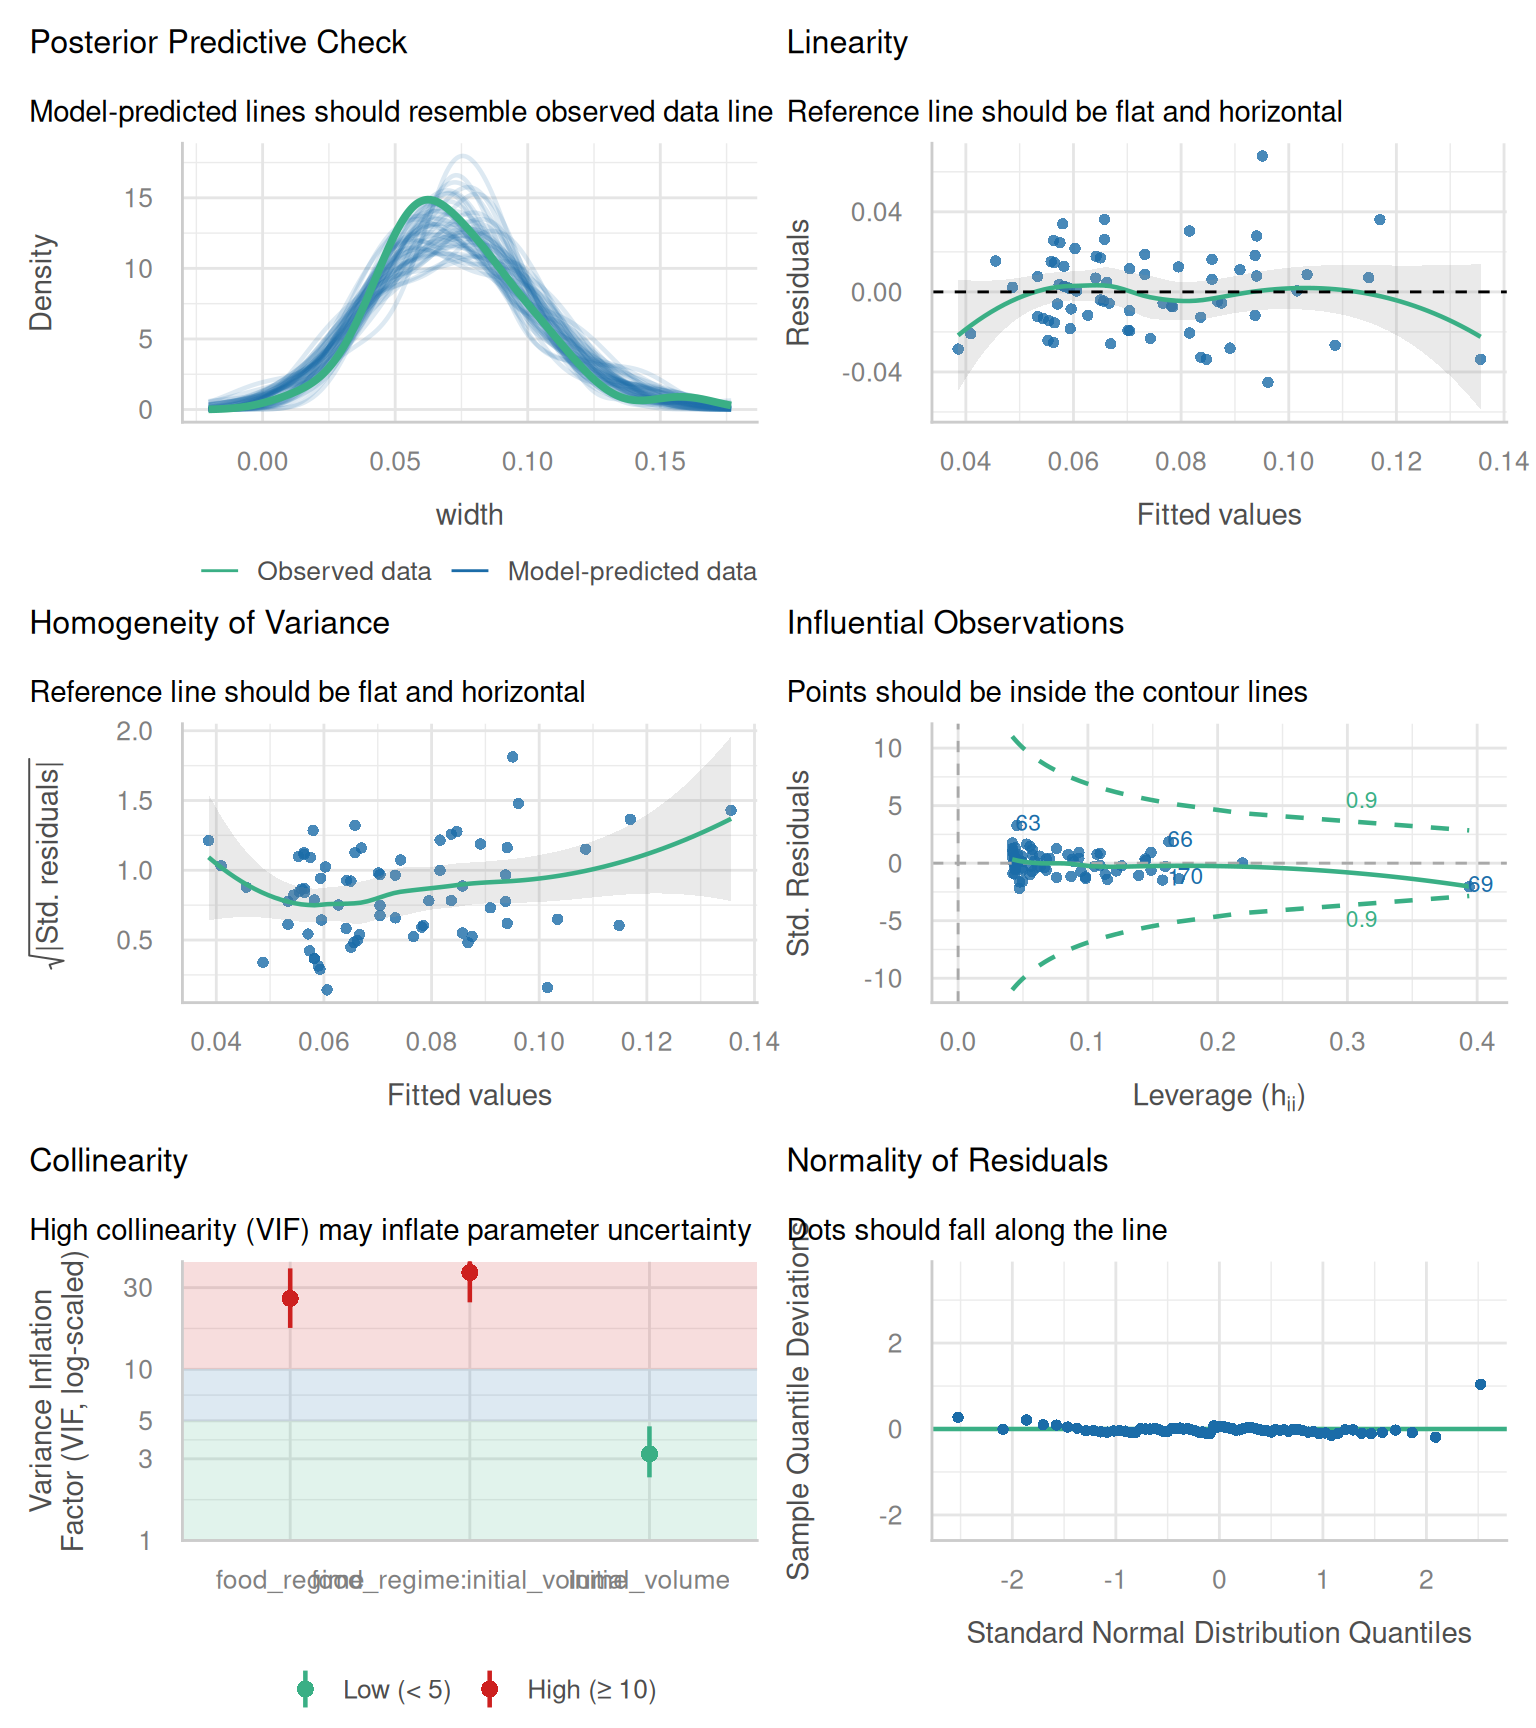 Posterior Predictive Check
Model-predicted lines should resemble observed data line
Density
15
10
5
0
0.00 0.05 0.10 0.15
width
Observed data Model-predicted data
Linearity
Reference line should be flat and horizontal
Residuals
0.04
0.00
-0.04
0.04 0.06 0.08 0.10 0.12 0.14
Fitted values
Homogeneity of Variance
Reference line should be flat and horizontal
√|Std. residuals|
2.0
1.5
1.0
0.5
0.04 0.06 0.08 0.10 0.12 0.14
Fitted values
Influential Observations
Points should be inside the contour lines
Std. Residuals
10
5
0
-5
-10
0.9
63
66
170
69
0.9
0.0 0.1 0.2 0.3 0.4
Leverage (hii)
Collinearity
High collinearity (VIF) may inflate parameter uncertainty
Variance Inflation
Factor (VIF, log-scaled)
30
10
5
3
1
food_regime food_regime:initial_volume initial_volume
Low (< 5) High (≥ 10)
Normality of Residuals
Dots should fall along the line
Sample Quantile Deviations
2
0
-2
-2 -1 0 1 2
Standard Normal Distribution Quantiles